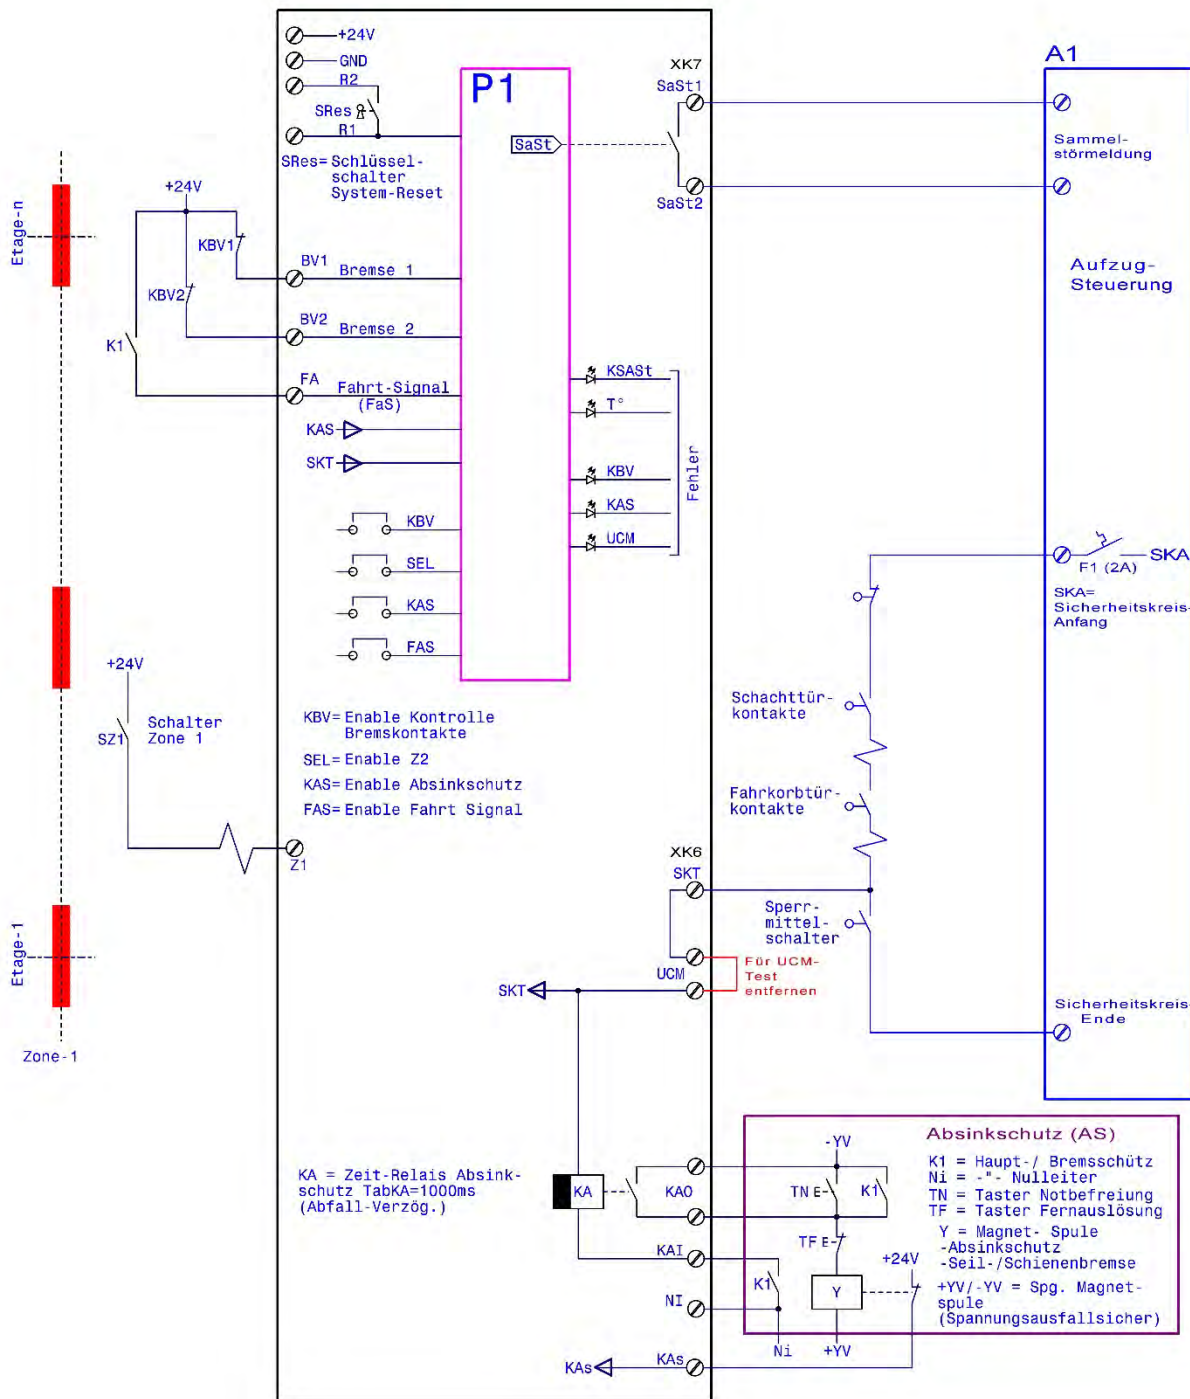 +24V
GND
R2
SRes
R1
SRes= Schlüssel-
schalter
System-Reset
P1
SaSt
XK7
SaSt1
SaSt2
A1
Sammel-
störmeldung
Aufzug-
Steuerung
Etage-n
+24V
KBV1
KBV2
K1
BV1
Bremse 1
BV2
Bremse 2
FA
Fahrt-Signal
(FaS)
KAS
SKT
KBV
SEL
KAS
FAS
KSASt
T°
KBV
KAS
UCM
Fehler
F1 (2A)
SKA
SKA=
Sicherheitskreis-
Anfang
+24V
SZ1
Schalter
Zone 1
Z1
KBV= Enable Kontrolle
Bremskontakte
SEL= Enable Z2
KAS= Enable Absinkschutz
FAS= Enable Fahrt Signal
Schachttür-
kontakte
Fahrkorbtür-
kontakte
XK6
SKT
Sperr-
mittel-
schalter
UCM
Für UCM-
Test
entfernen
SKT
Sicherheitskreis-
Ende
Etage-1
Zone-1
KA = Zeit-Relais Absink-
schutz TabKA=1000ms
(Abfall-Verzög.)
KA
KAO
KAI
NI
KAs
KAs
Absinkschutz (AS)
-YV
TN E
K1
TF E
K1
Y
+24V
Ni
+YV
K1 = Haupt-/ Bremsschütz
Ni = -"- Nulleiter
TN = Taster Notbefreiung
TF = Taster Fernauslösung
Y = Magnet- Spule
-Absinkschutz
-Seil-/Schienenbremse
+YV/-YV = Spg. Magnet-
spule
(Spannungsausfallsicher)